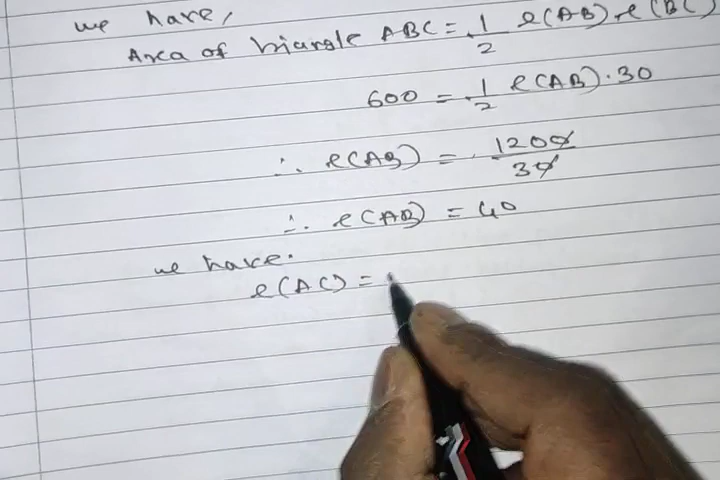 we have,
Area of triangle ABC = 1/2 l(AB) · l(BC)
600 = 1/2 l(AB) · 30
∴ l(AB) = 1200/30
∴ l(AB) = 40
we have.
l(AC) =